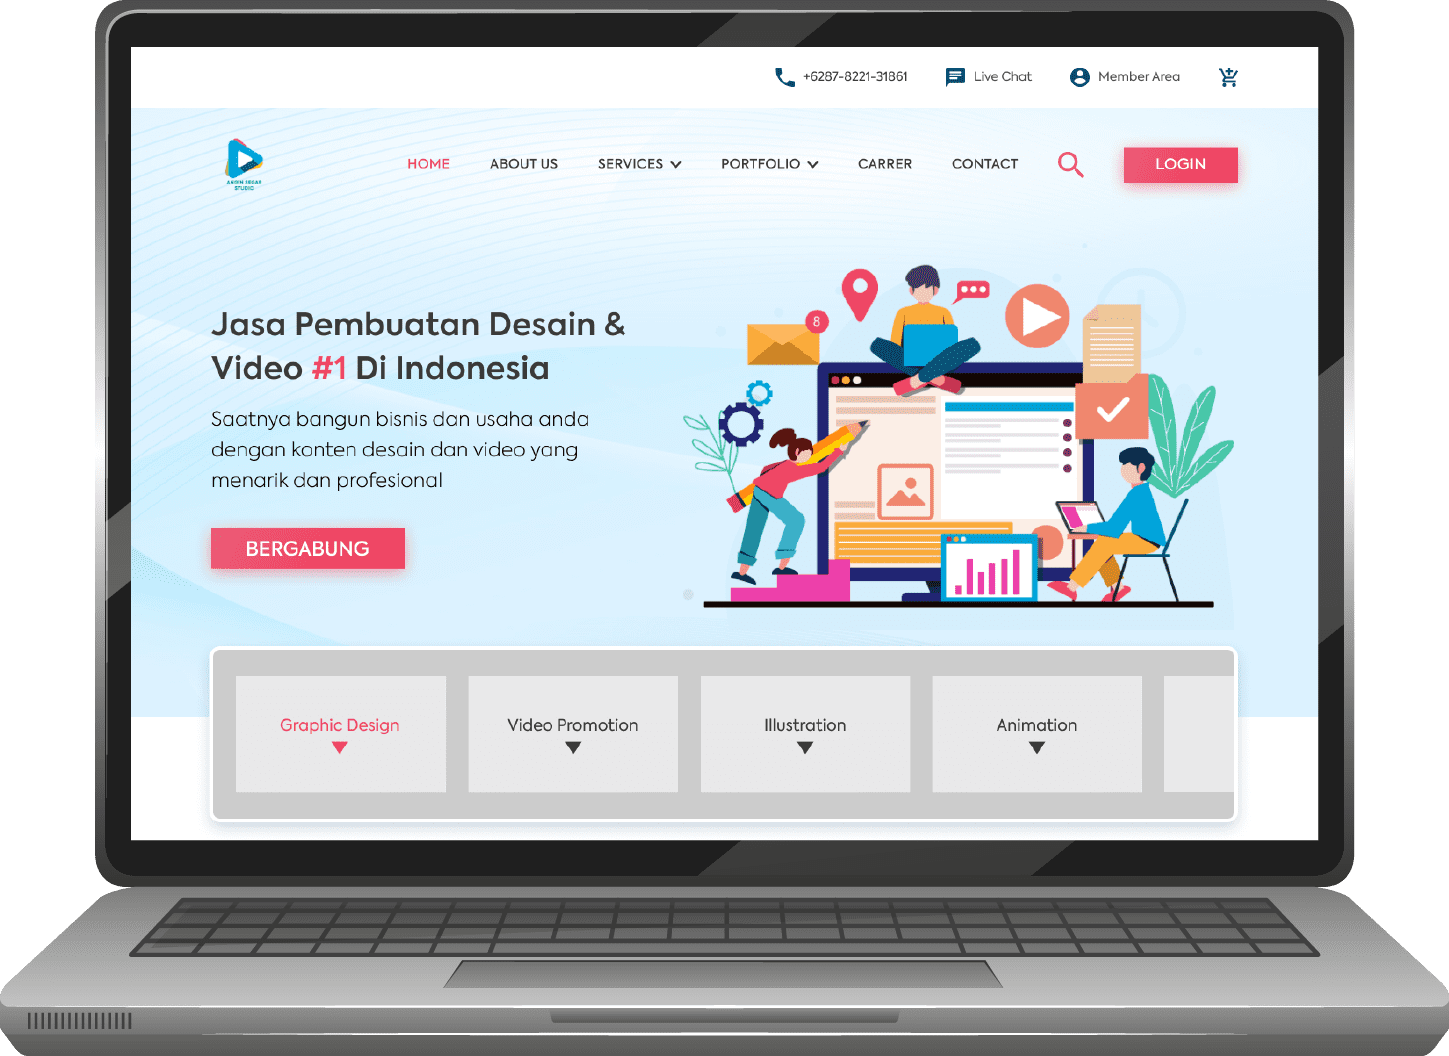 +6287-8221-31861 Live Chat Member Area
HOME ABOUT US SERVICES PORTFOLIO CARRER CONTACT LOGIN
STUDIO
8
Jasa Pembuatan Desain &
Video #1 Di Indonesia
Saatnya bangun bisnis dan usaha anda
dengan konten desain dan video yang
menarik dan profesional
BERGABUNG
Graphic Design Video Promotion Illustration Animation